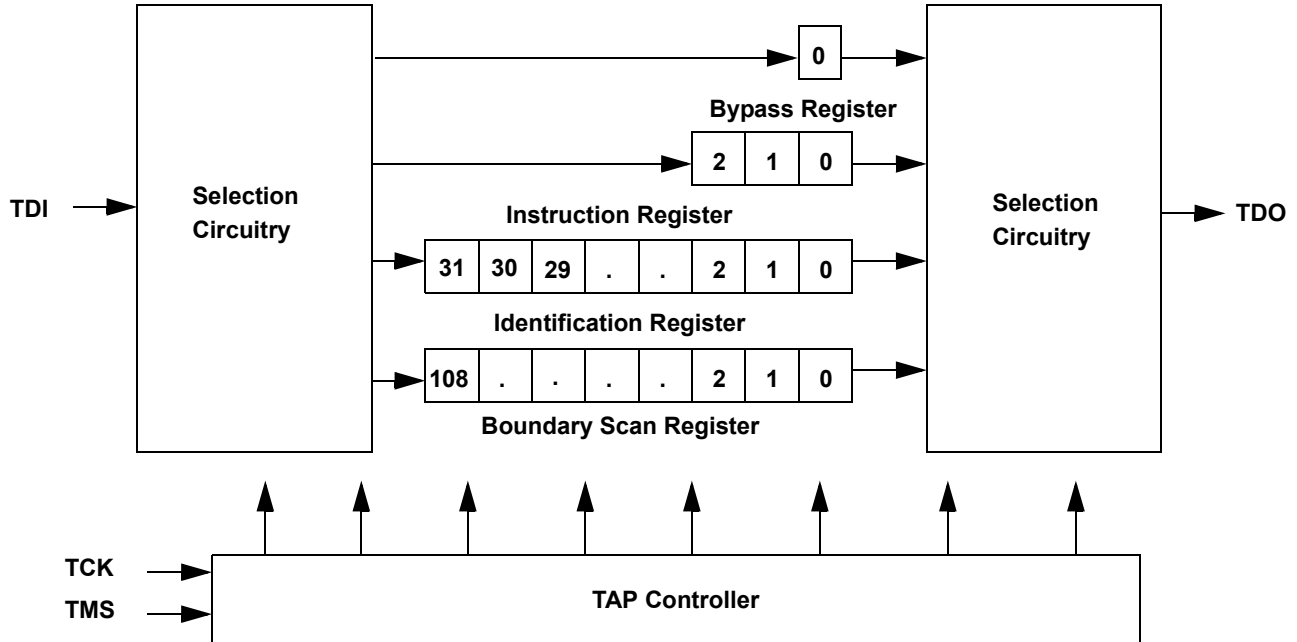 0
Bypass Register
2 1 0
Selection
Circuitry
Selection
Circuitry
TDI
TDO
Instruction Register
31 30 29 . . 2 1 0
Identification Register
108 . . . . 2 1 0
Boundary Scan Register
TCK
TMS
TAP Controller